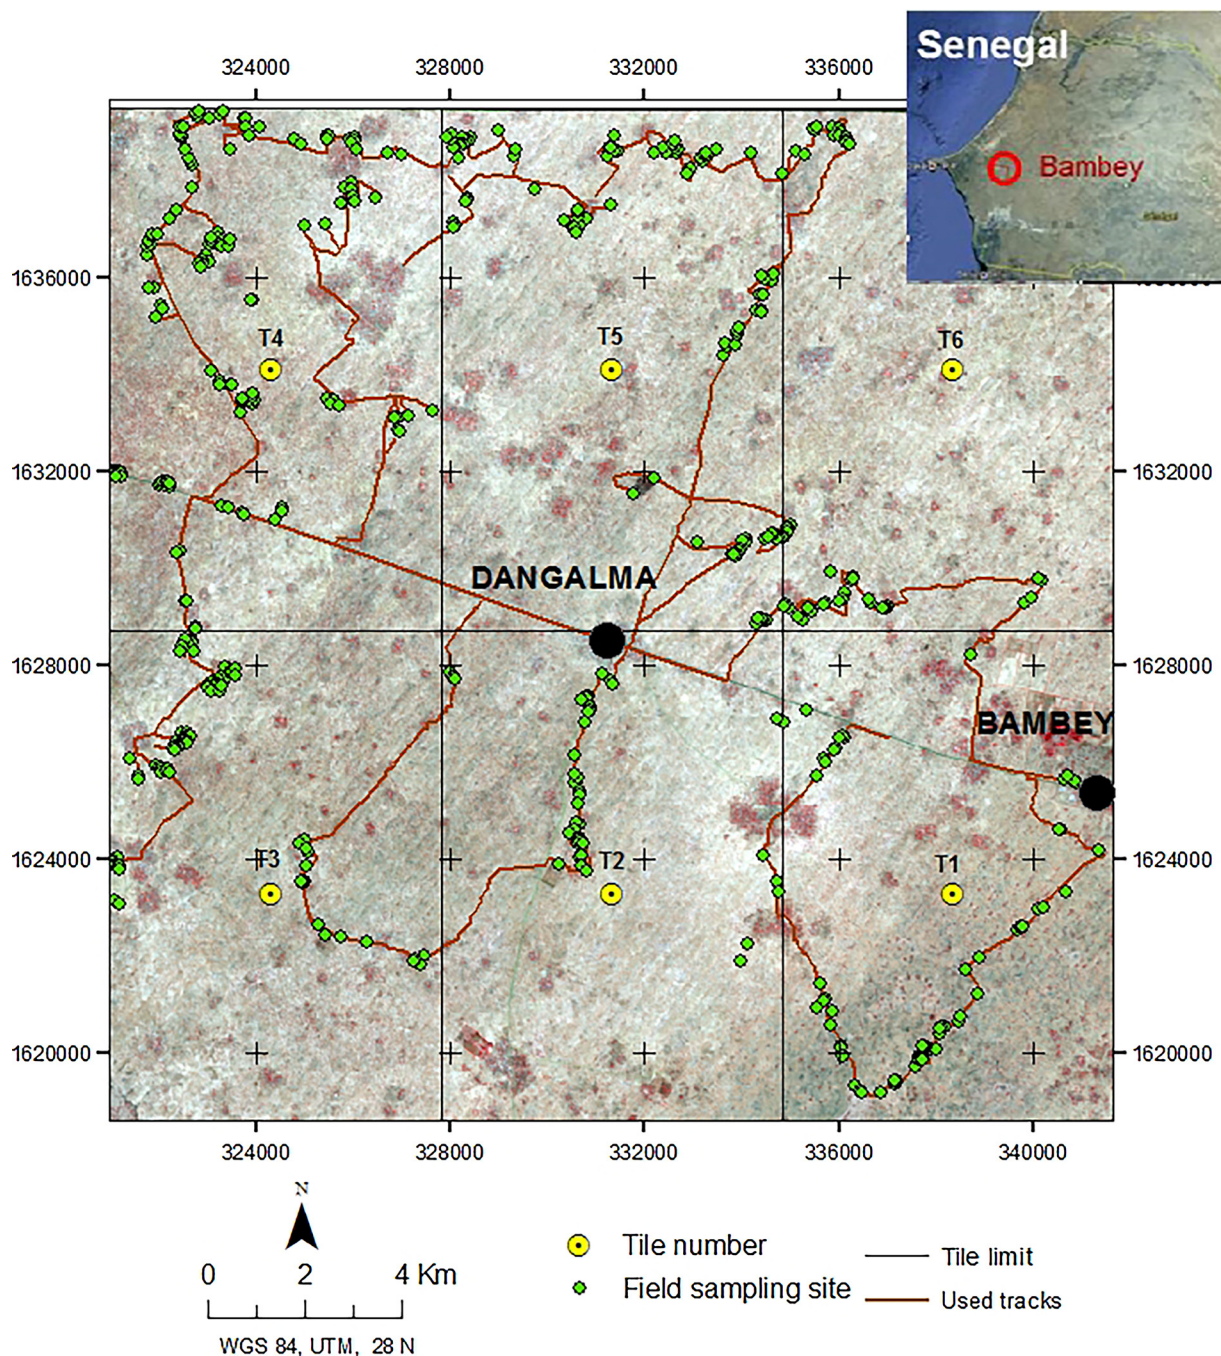 Senegal
Bambey
324000 328000 332000 336000
1636000
T4 T5 T6
1632000 1632000
DANGALMA
1628000 1628000
BAMBEY
1624000 1624000
T3 T2 T1
1620000 1620000
324000 328000 332000 336000 340000
N
0 2 4 Km
WGS 84, UTM, 28 N
Tile number
Field sampling site
Tile limit
Used tracks